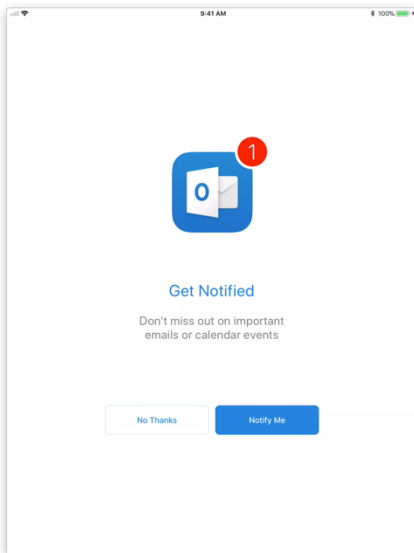 9:41 AM
100%
1
O
Get Notified
Don't miss out on important
emails or calendar events
No Thanks
Notify Me